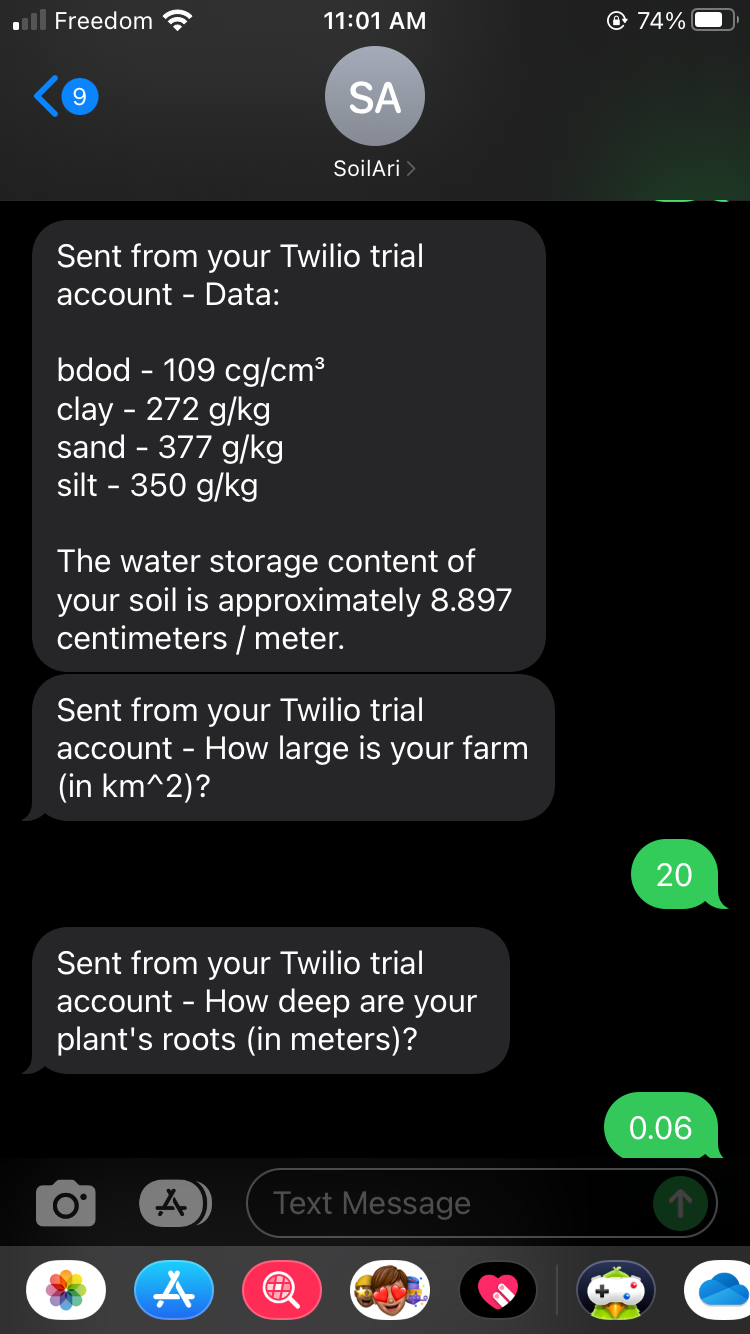 Freedom 11:01 AM 74%
9
SA
SoilAri
Sent from your Twilio trial
account - Data:
bdod - 109 cg/cm³
clay - 272 g/kg
sand - 377 g/kg
silt - 350 g/kg
The water storage content of
your soil is approximately 8.897
centimeters / meter.
Sent from your Twilio trial
account - How large is your farm
(in km^2)?
20
Sent from your Twilio trial
account - How deep are your
plant's roots (in meters)?
0.06
Text Message